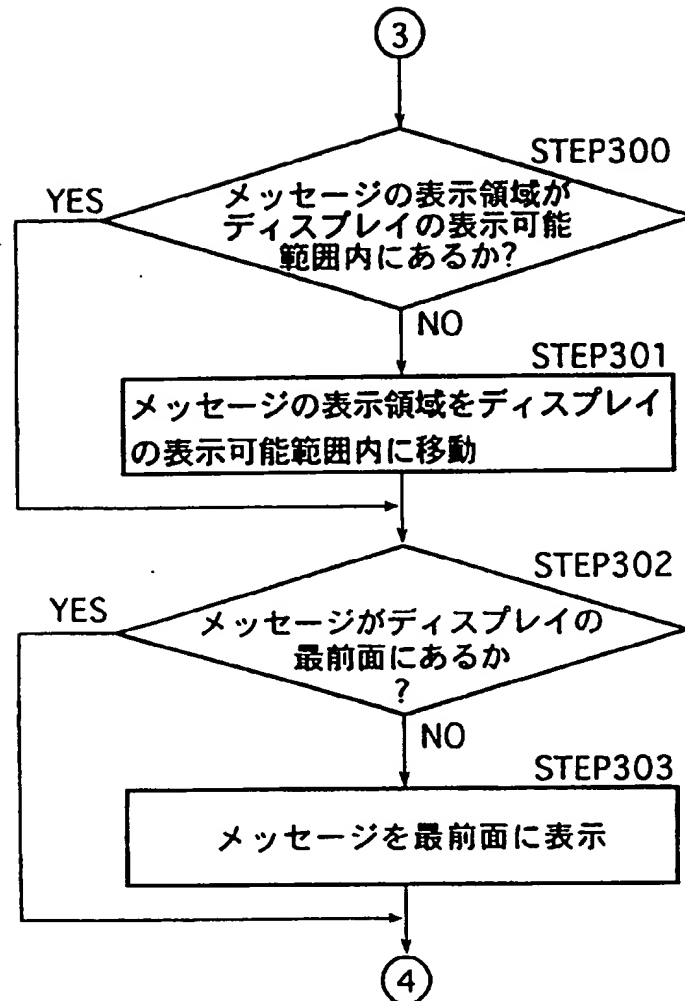 3
STEP300
YES
メッセージの表示領域が
ディスプレイの表示可能
範囲内にあるか?
NO
STEP301
メッセージの表示領域をディスプレイ
の表示可能範囲内に移動
STEP302
YES
メッセージがディスプレイの
最前面にあるか
?
NO
STEP303
メッセージを最前面に表示
4